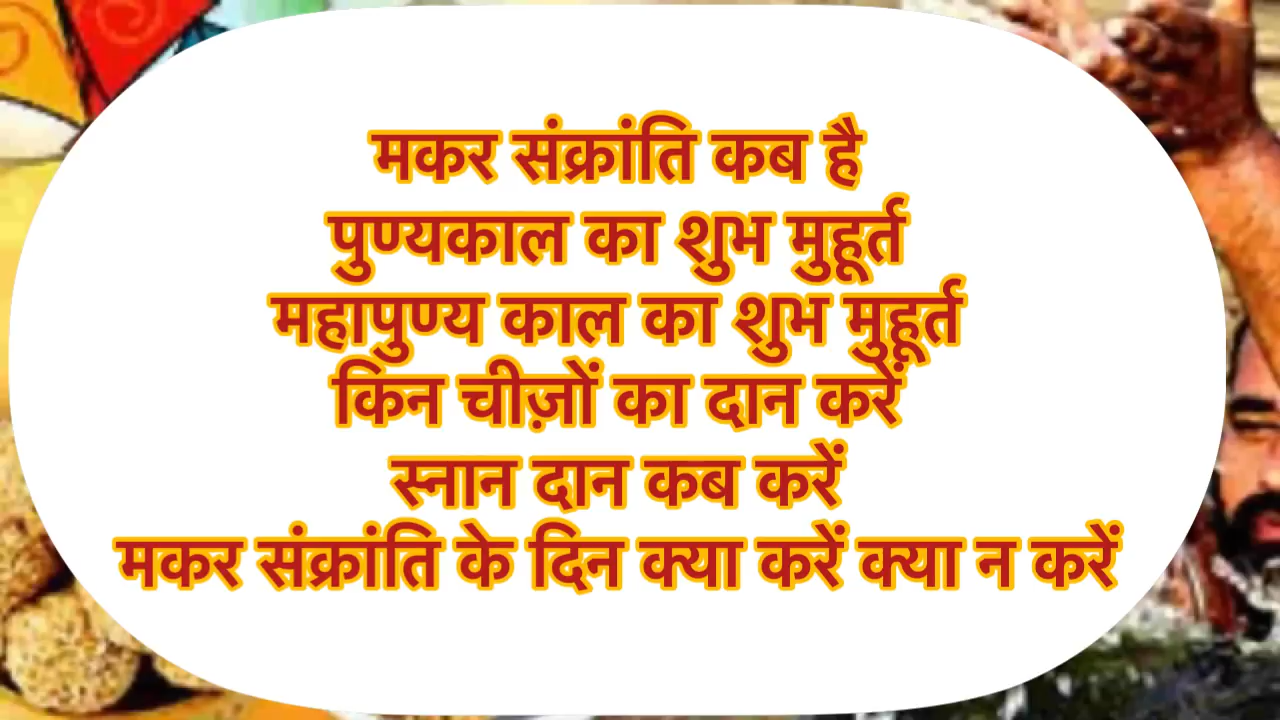 मकर संक्रांति कब है
पुण्यकाल का शुभ मुहूर्त
महापुण्य काल का शुभ मुहूर्त
किन चीज़ों का दान करें
स्नान दान कब करें
मकर संक्रांति के दिन क्या करें क्या न करें